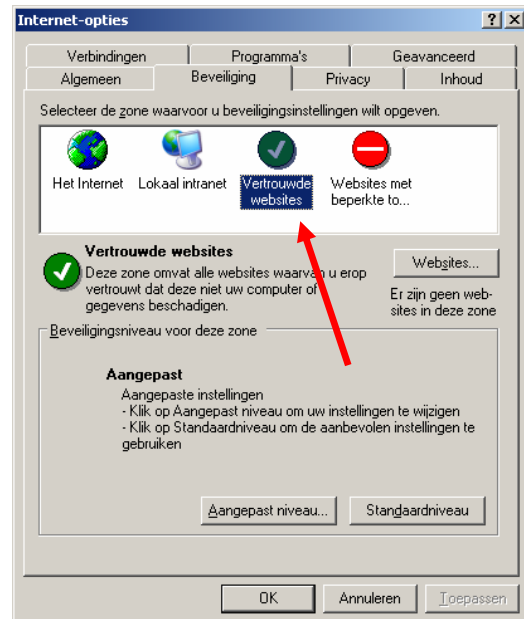 Internet-opties
Verbindingen Programma's Geavanceerd
Algemeen Beveiliging Privacy Inhoud
Selecteer de zone waarvoor u beveiligingsinstellingen wilt opgeven.
Het Internet Lokaal intranet Vertrouwde websites Websites met beperkte to...
Vertrouwde websites
Deze zone omvat alle websites waarvan u erop
vertrouwt dat deze niet uw computer of
gegevens beschadigen.
Websites...
Er zijn geen web-
sites in deze zone
Beveiligingsniveau voor deze zone
Aangepast
Aangepaste instellingen
- Klik op Aangepast niveau om uw instellingen te wijzigen
- Klik op Standaardniveau om de aanbevolen instellingen te
gebruiken
Aangepast niveau... Standaardniveau
OK Annuleren Toepassen